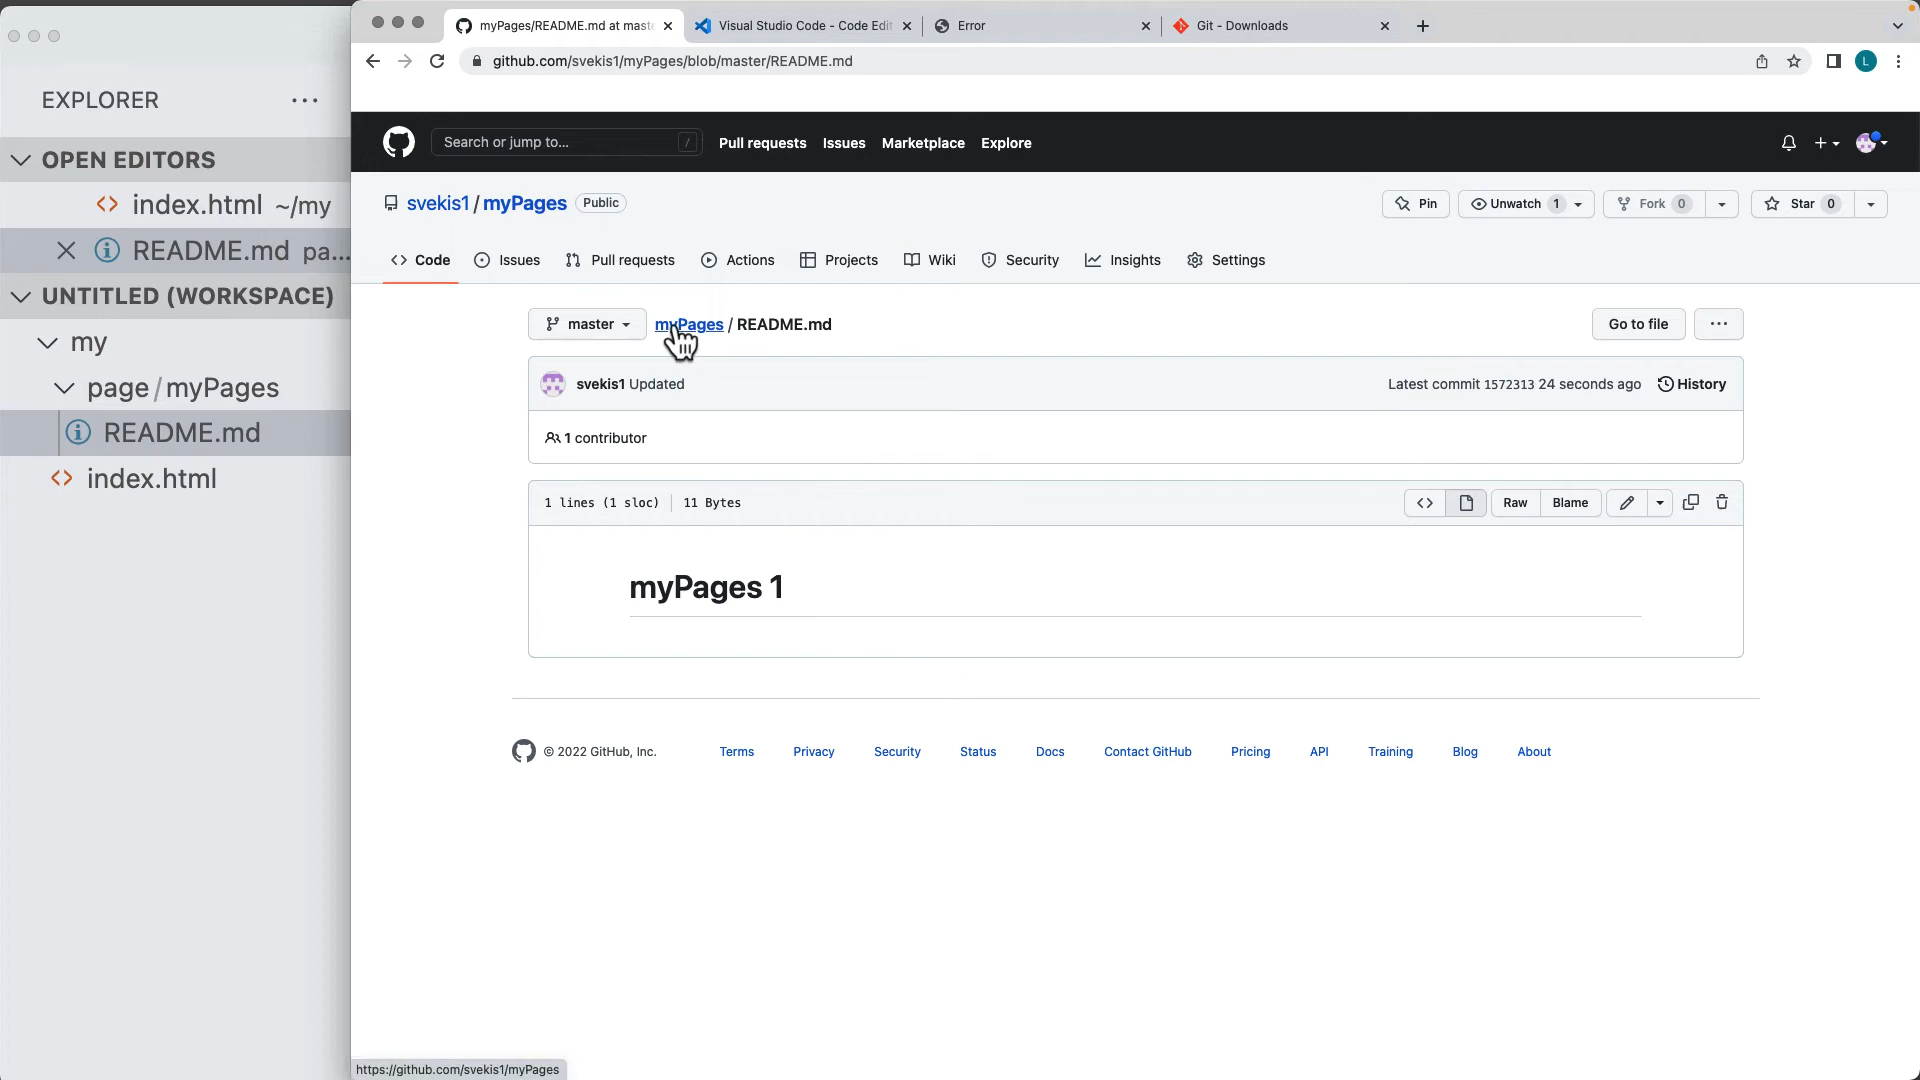 EXPLORER
OPEN EDITORS
index.html ~/my
README.md pa...
UNTITLED (WORKSPACE)
my
page/myPages
README.md
index.html
myPages/README.md at maste
Visual Studio Code - Code Edit
Error
Git - Downloads
github.com/svekis1/myPages/blob/master/README.md
L
Search or jump to... /
Pull requests
Issues
Marketplace
Explore
svekis1/myPages Public
Pin
Unwatch 1
Fork 0
Star 0
Code
Issues
Pull requests
Actions
Projects
Wiki
Security
Insights
Settings
master
myPages / README.md
Go to file
svekis1 Updated
Latest commit 1572313 24 seconds ago
History
1 contributor
1 lines (1 sloc)
11 Bytes
Raw
Blame
myPages 1
© 2022 GitHub, Inc.
Terms
Privacy
Security
Status
Docs
Contact GitHub
Pricing
API
Training
Blog
About
https://github.com/svekis1/myPages